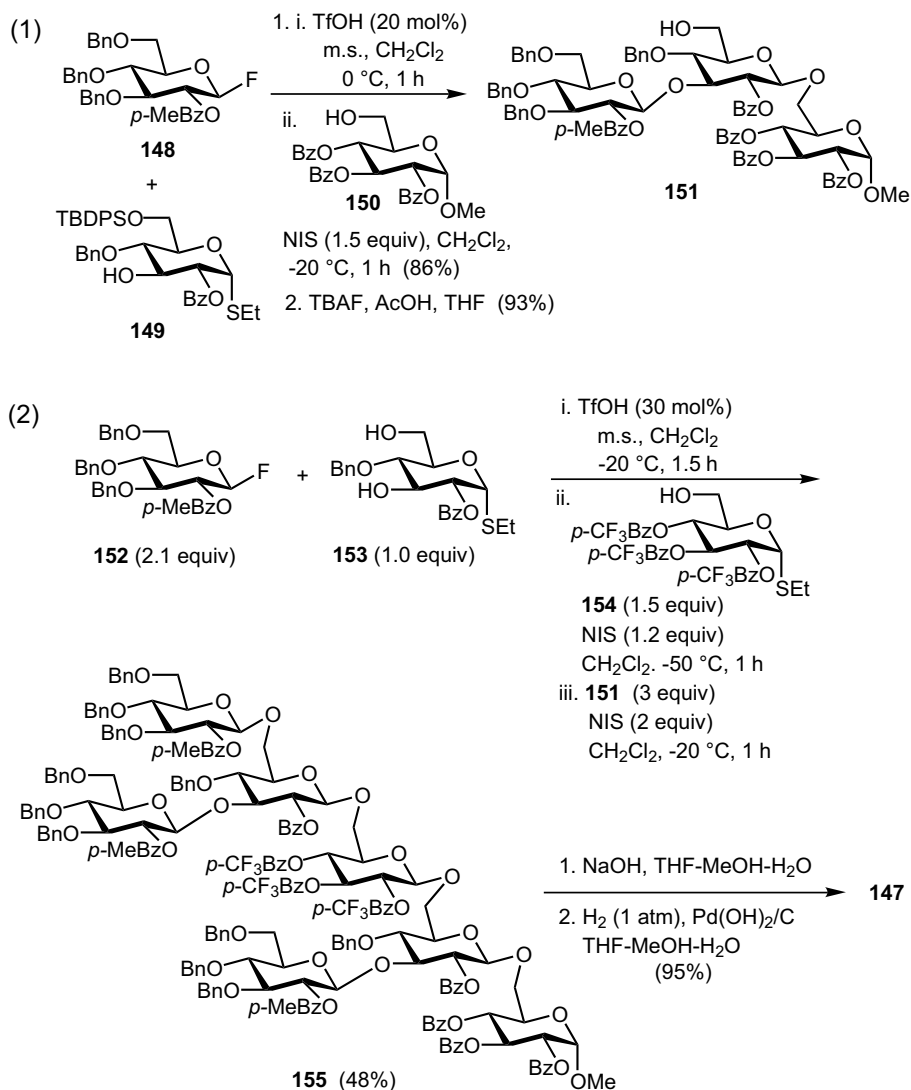 (1)
BnO
BnO
BnO
O
F
p-MeBzO
148
+
TBDPSO
BnO
HO
O
BzO
SEt
149
1. i. TfOH (20 mol%)
m.s., CH2Cl2
0 °C, 1 h
ii.
HO
BzO
BzO
O
BzO
OMe
150
NIS (1.5 equiv), CH2Cl2,
-20 °C, 1 h (86%)
2. TBAF, AcOH, THF (93%)
HO
BnO
BnO
BnO
BnO
O
O
O
O
p-MeBzO
BzO
BzO
BzO
O
BzO
OMe
151
(2)
BnO
BnO
BnO
O
F
p-MeBzO
152 (2.1 equiv)
+
HO
BnO
HO
O
BzO
SEt
153 (1.0 equiv)
i. TfOH (30 mol%)
m.s., CH2Cl2
-20 °C, 1.5 h
ii.
HO
p-CF3BzO
p-CF3BzO
O
p-CF3BzO
SEt
154 (1.5 equiv)
NIS (1.2 equiv)
CH2Cl2. -50 °C, 1 h
iii. 151 (3 equiv)
NIS (2 equiv)
CH2Cl2, -20 °C, 1 h
BnO
BnO
BnO
O
O
p-MeBzO
BnO
BnO
BnO
BnO
O
O
O
O
p-MeBzO
BzO
p-CF3BzO
p-CF3BzO
O
O
p-CF3BzO
BnO
BnO
BnO
BnO
O
O
O
O
p-MeBzO
BzO
BzO
BzO
O
BzO
OMe
155 (48%)
1. NaOH, THF-MeOH-H2O
2. H2 (1 atm), Pd(OH)2/C
THF-MeOH-H2O
(95%)
147